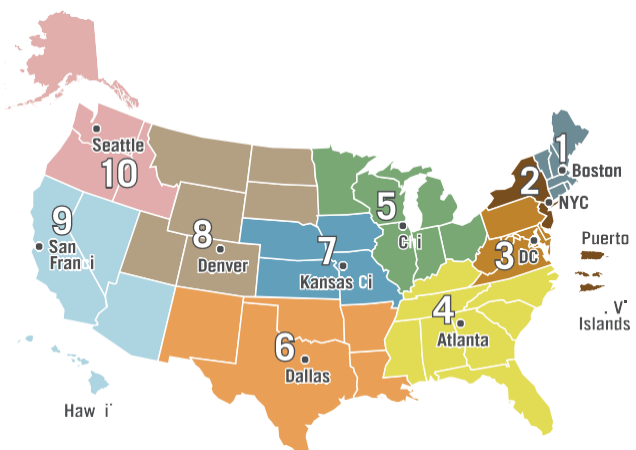 Seattle
10
1
Boston
2
NYC
5
9
San
8
Denver
7
Kansas
3
DC
Puerto
Islands
4
Atlanta
6
Dallas